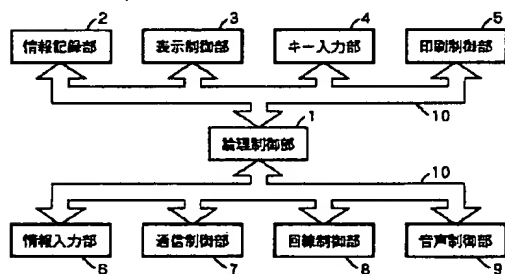 2 3 4 5
情報記録部 表示制御部 キー入力部 印刷制御部
10
1
論理制御部
10
情報入力部 通信制御部 回線制御部 音声制御部
6 7 8 9